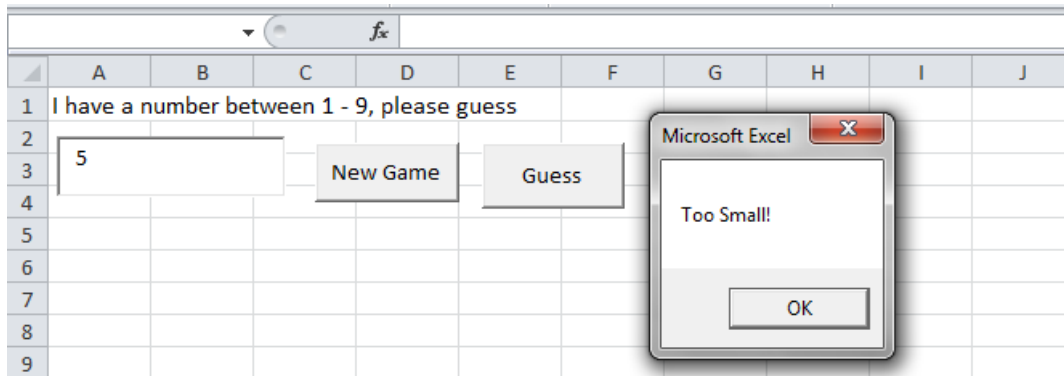 fx
A B C D E F G H I J
1 I have a number between 1 - 9, please guess
2
3
4
5
6
7
8
9
5
New Game
Guess
Microsoft Excel
x
Too Small!
OK